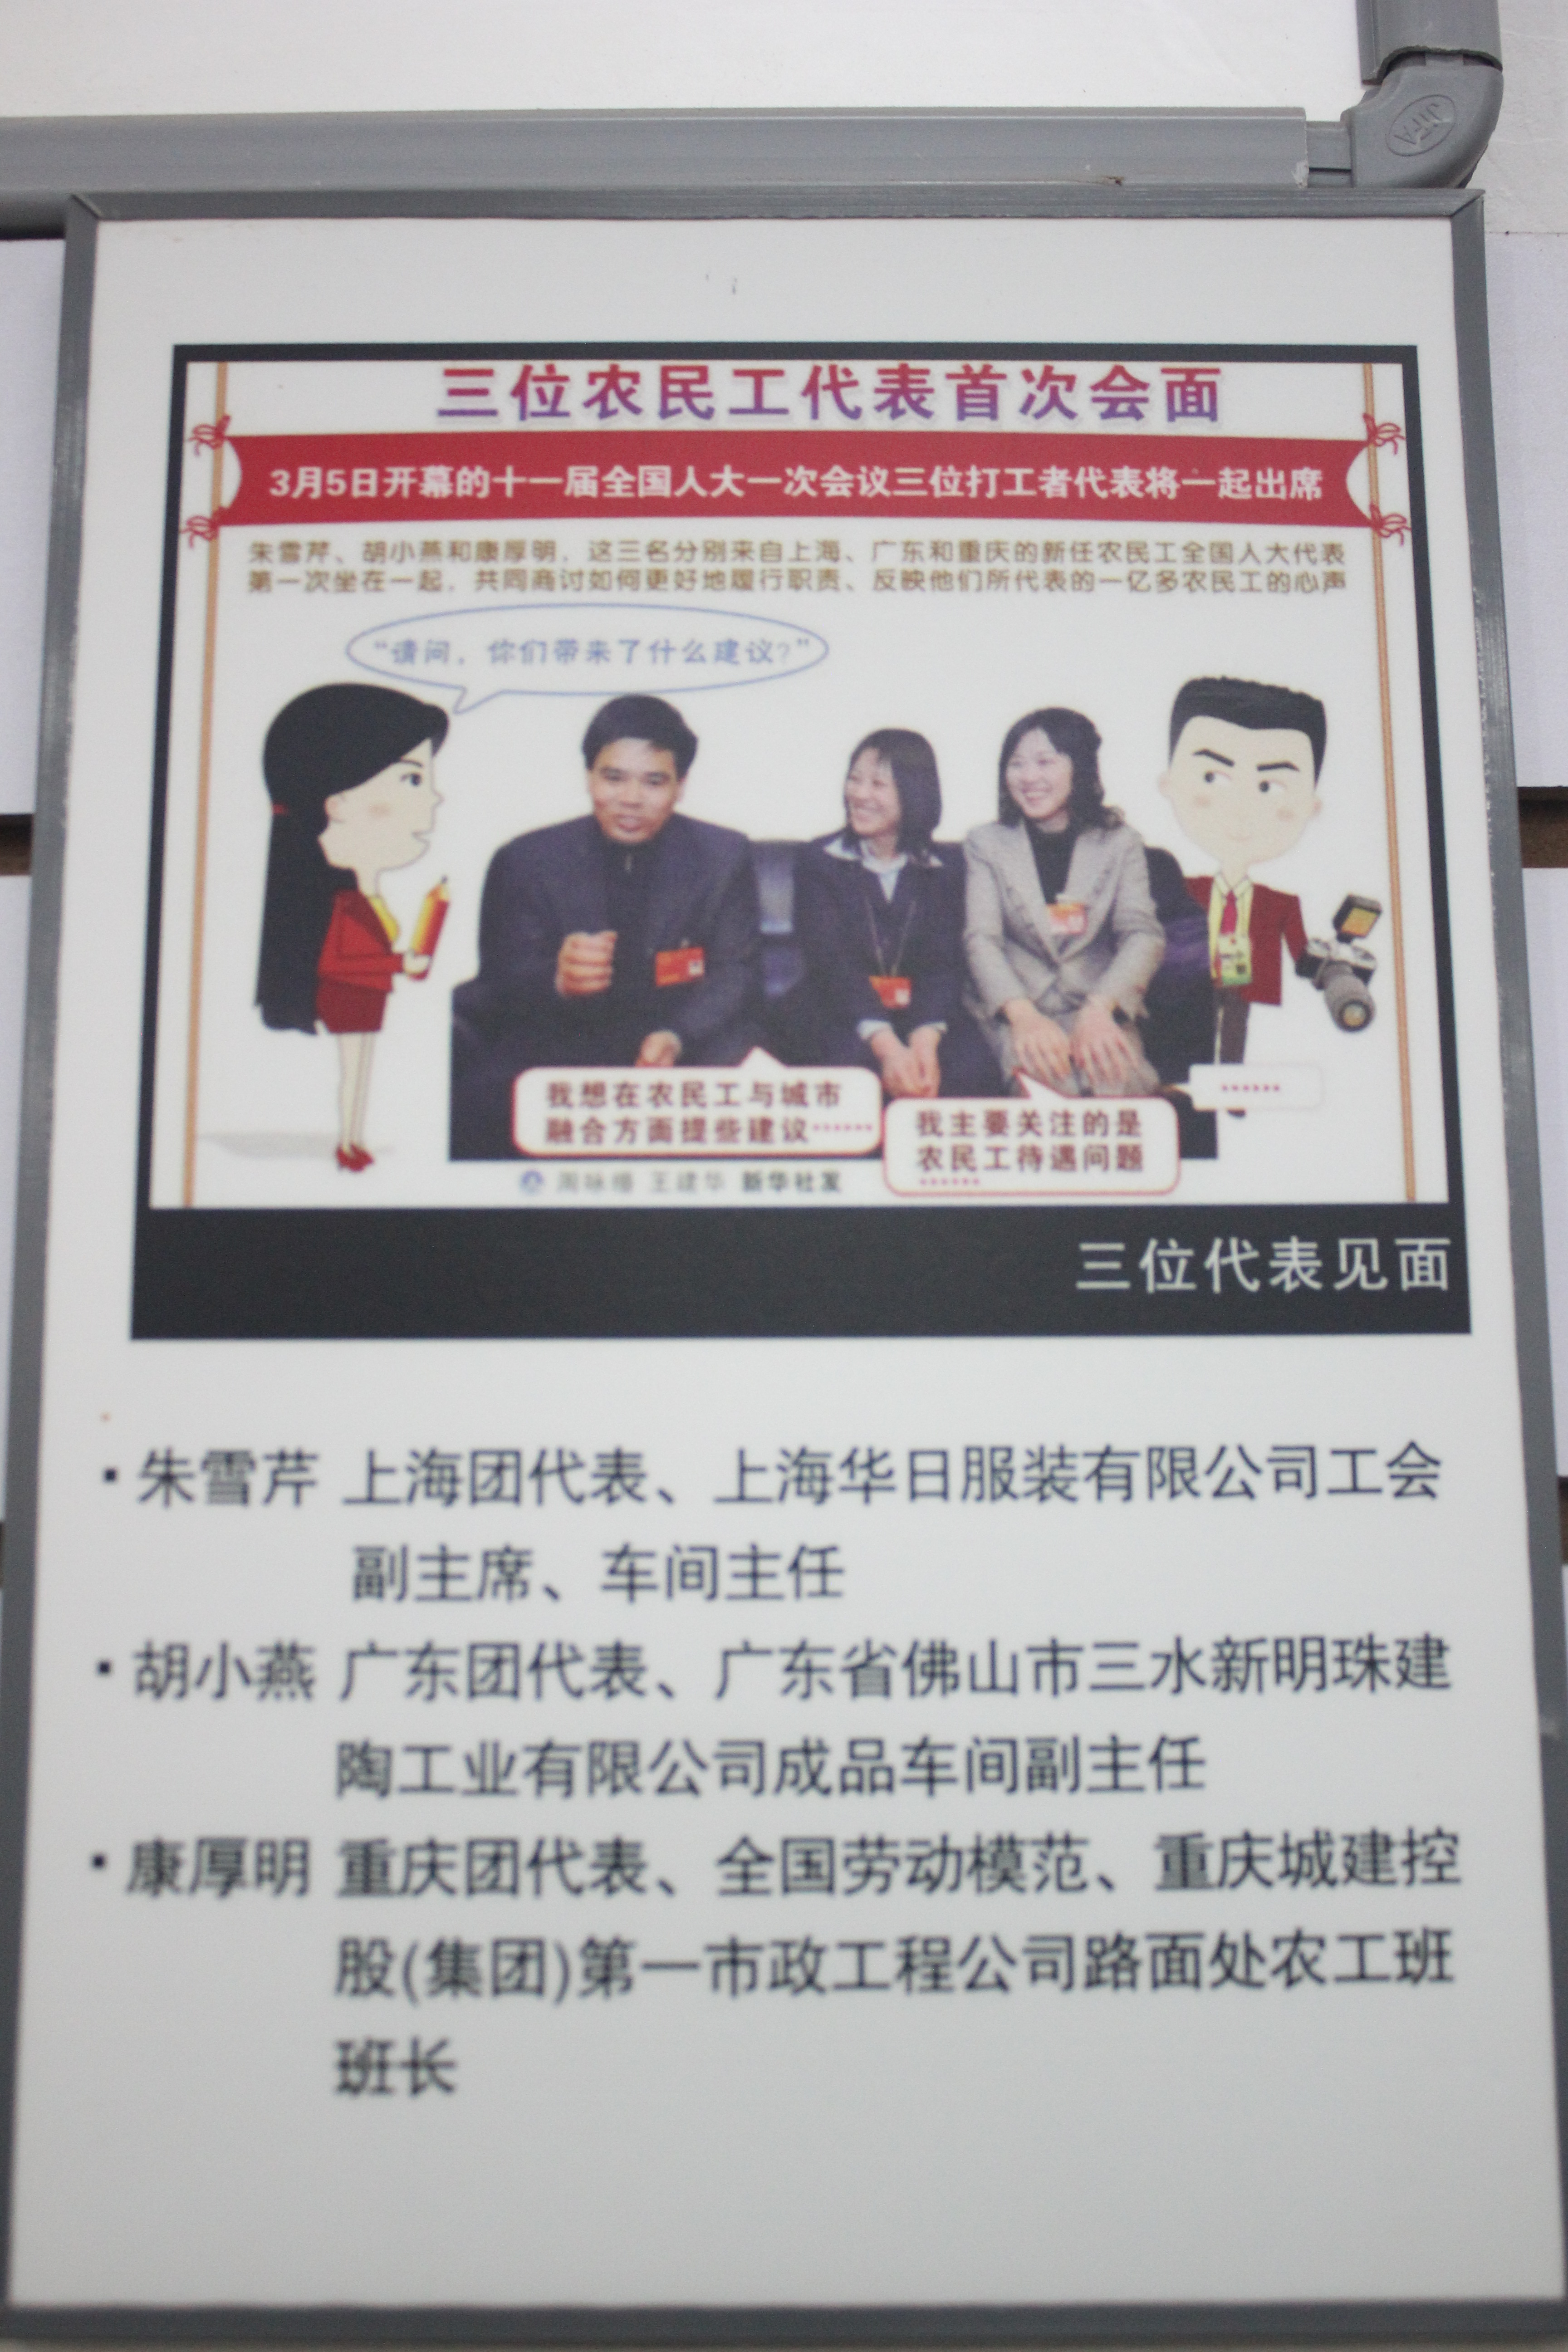 JIFA
三位农民工代表首次会面
3月5日开幕的十一届全国人大一次会议三位打工者代表将一起出席
朱雪芹、胡小燕和康厚明，这三名分别来自上海、广东和重庆的新任农民工全国人大代表
第一次坐在一起，共同商讨如何更好地履行职责、反映他们所代表的一亿多农民工的心声
“请问，你们带来了什么建议？”
我想在农民工与城市
融合方面提些建议……
我主要关注的是
农民工待遇问题
……
……
王建华 新华社发
三位代表见面
·朱雪芹 上海团代表、上海华日服装有限公司工会
副主席、车间主任
·胡小燕 广东团代表、广东省佛山市三水新明珠建
陶工业有限公司成品车间副主任
·康厚明 重庆团代表、全国劳动模范、重庆城建控
股(集团)第一市政工程公司路面处农工班
班长